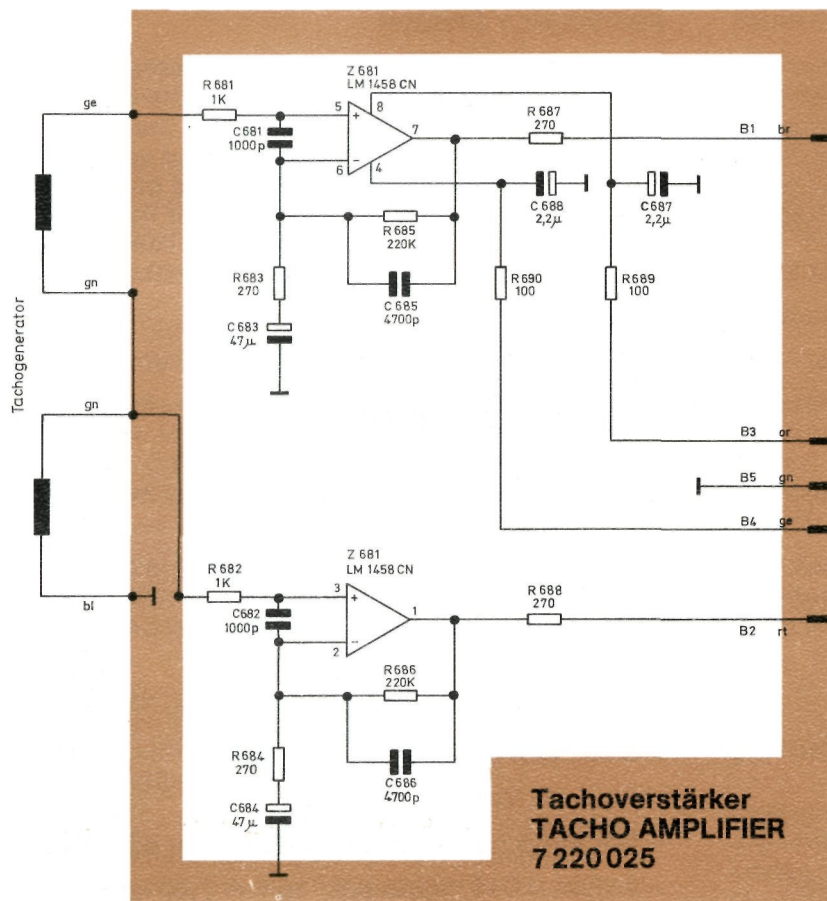 Z 681
LM 1458 CN
R 681
1K
ge
5
+
8
7
C 681
1000p
−
6
4
R 687
270
B1 br
C 688
2,2µ
C 687
2,2µ
R 685
220K
R 683
270
C 685
4700p
R 690
100
R 689
100
gn
C 683
47µ
Tachogenerator
gn
B3 or
B5 gn
B4 ge
Z 681
LM 1458 CN
R 682
1K
bl
3
+
1
C 682
1000p
−
2
R 688
270
B2 rt
R 686
220K
R 684
270
C 686
4700p
C 684
47µ
Tachoverstärker
TACHO AMPLIFIER
7 220 025